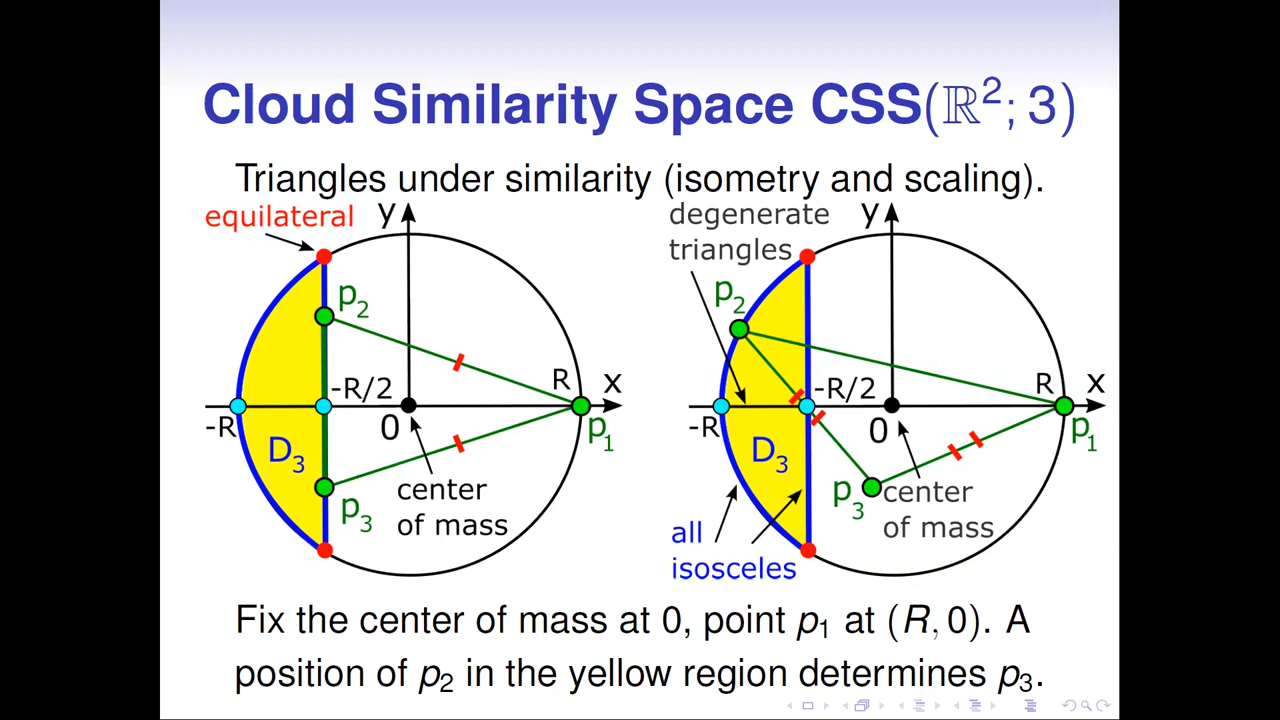 Cloud Similarity Space CSS(ℝ²; 3)
Triangles under similarity (isometry and scaling).
equilateral
y
p₂
-R/2
R
x
-R
0
p₁
D₃
p₃
center
of mass
degenerate
triangles
y
p₂
-R/2
R
x
-R
0
p₁
D₃
p₃
center
of mass
all
isosceles
Fix the center of mass at 0, point p₁ at (R, 0). A
position of p₂ in the yellow region determines p₃.